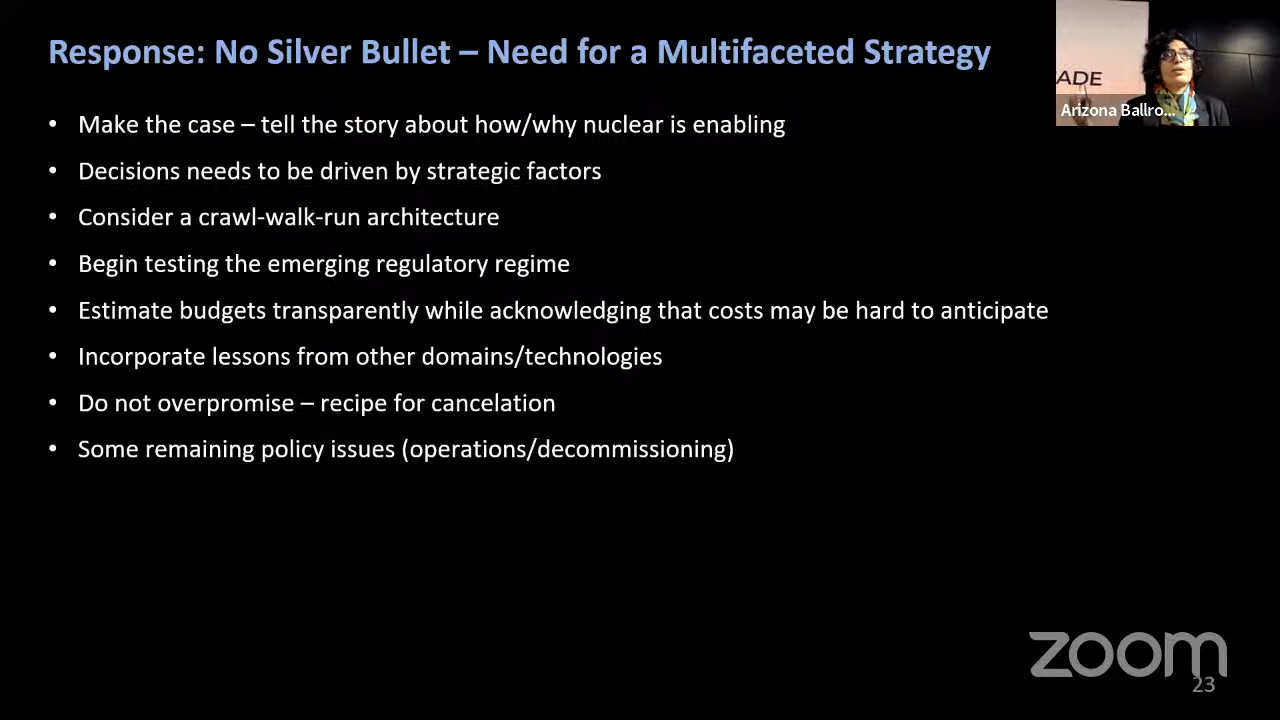 Response: No Silver Bullet – Need for a Multifaceted Strategy
ADE
Arizona Ballro...
• Make the case – tell the story about how/why nuclear is enabling
• Decisions needs to be driven by strategic factors
• Consider a crawl-walk-run architecture
• Begin testing the emerging regulatory regime
• Estimate budgets transparently while acknowledging that costs may be hard to anticipate
• Incorporate lessons from other domains/technologies
• Do not overpromise – recipe for cancelation
• Some remaining policy issues (operations/decommissioning)
zoom
23